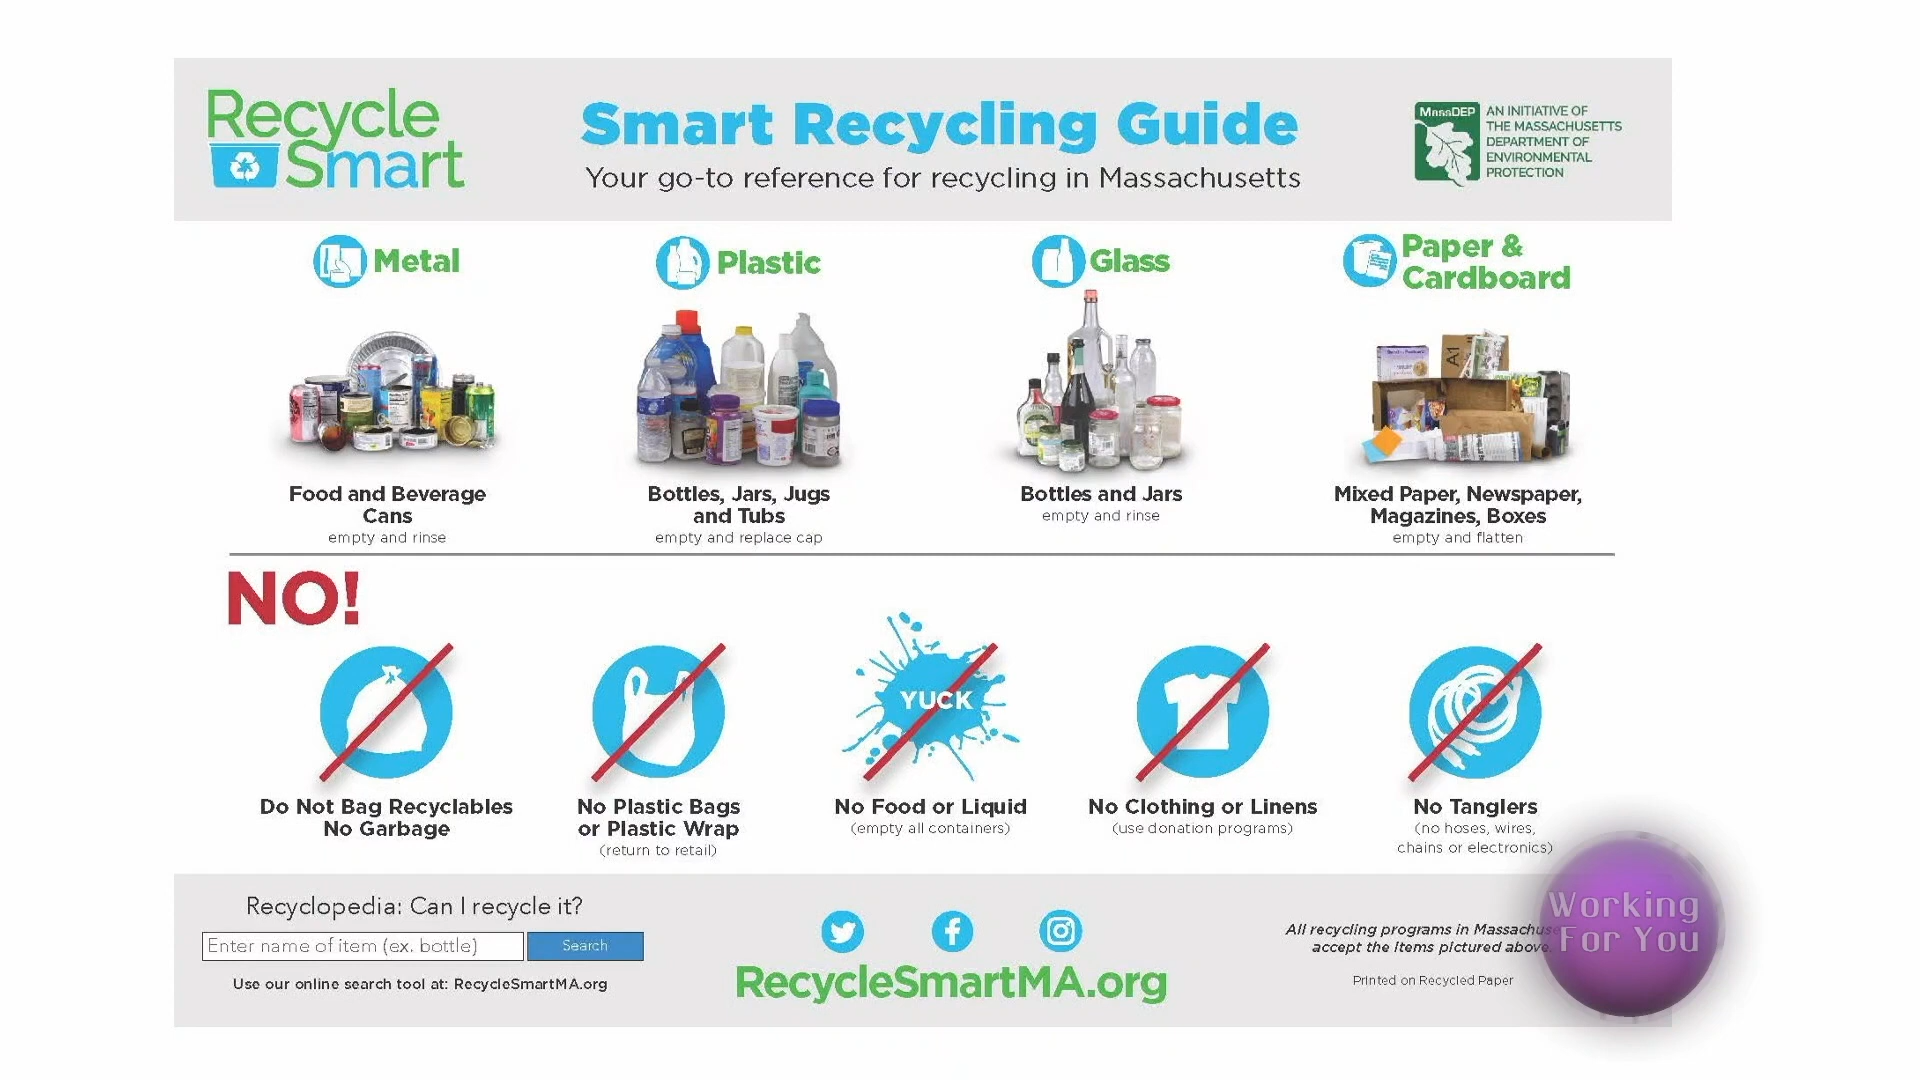 Recycle
Smart
Smart Recycling Guide
Your go-to reference for recycling in Massachusetts
MassDEP
AN INITIATIVE OF
THE MASSACHUSETTS
DEPARTMENT OF
ENVIRONMENTAL
PROTECTION
Metal
Plastic
Glass
Paper &
Cardboard
A1
Food and Beverage
Cans
empty and rinse
Bottles, Jars, Jugs
and Tubs
empty and replace cap
Bottles and Jars
empty and rinse
Mixed Paper, Newspaper,
Magazines, Boxes
empty and flatten
NO!
YUCK
Do Not Bag Recyclables
No Garbage
No Plastic Bags
or Plastic Wrap
(return to retail)
No Food or Liquid
(empty all containers)
No Clothing or Linens
(use donation programs)
No Tanglers
(no hoses, wires,
chains or electronics)
Recyclopedia: Can I recycle it?
Enter name of item (ex. bottle)
Search
Use our online search tool at: RecycleSmartMA.org
RecycleSmartMA.org
All recycling programs in
accept the items pictured above.
Printed on Recycled Paper
Working
For You